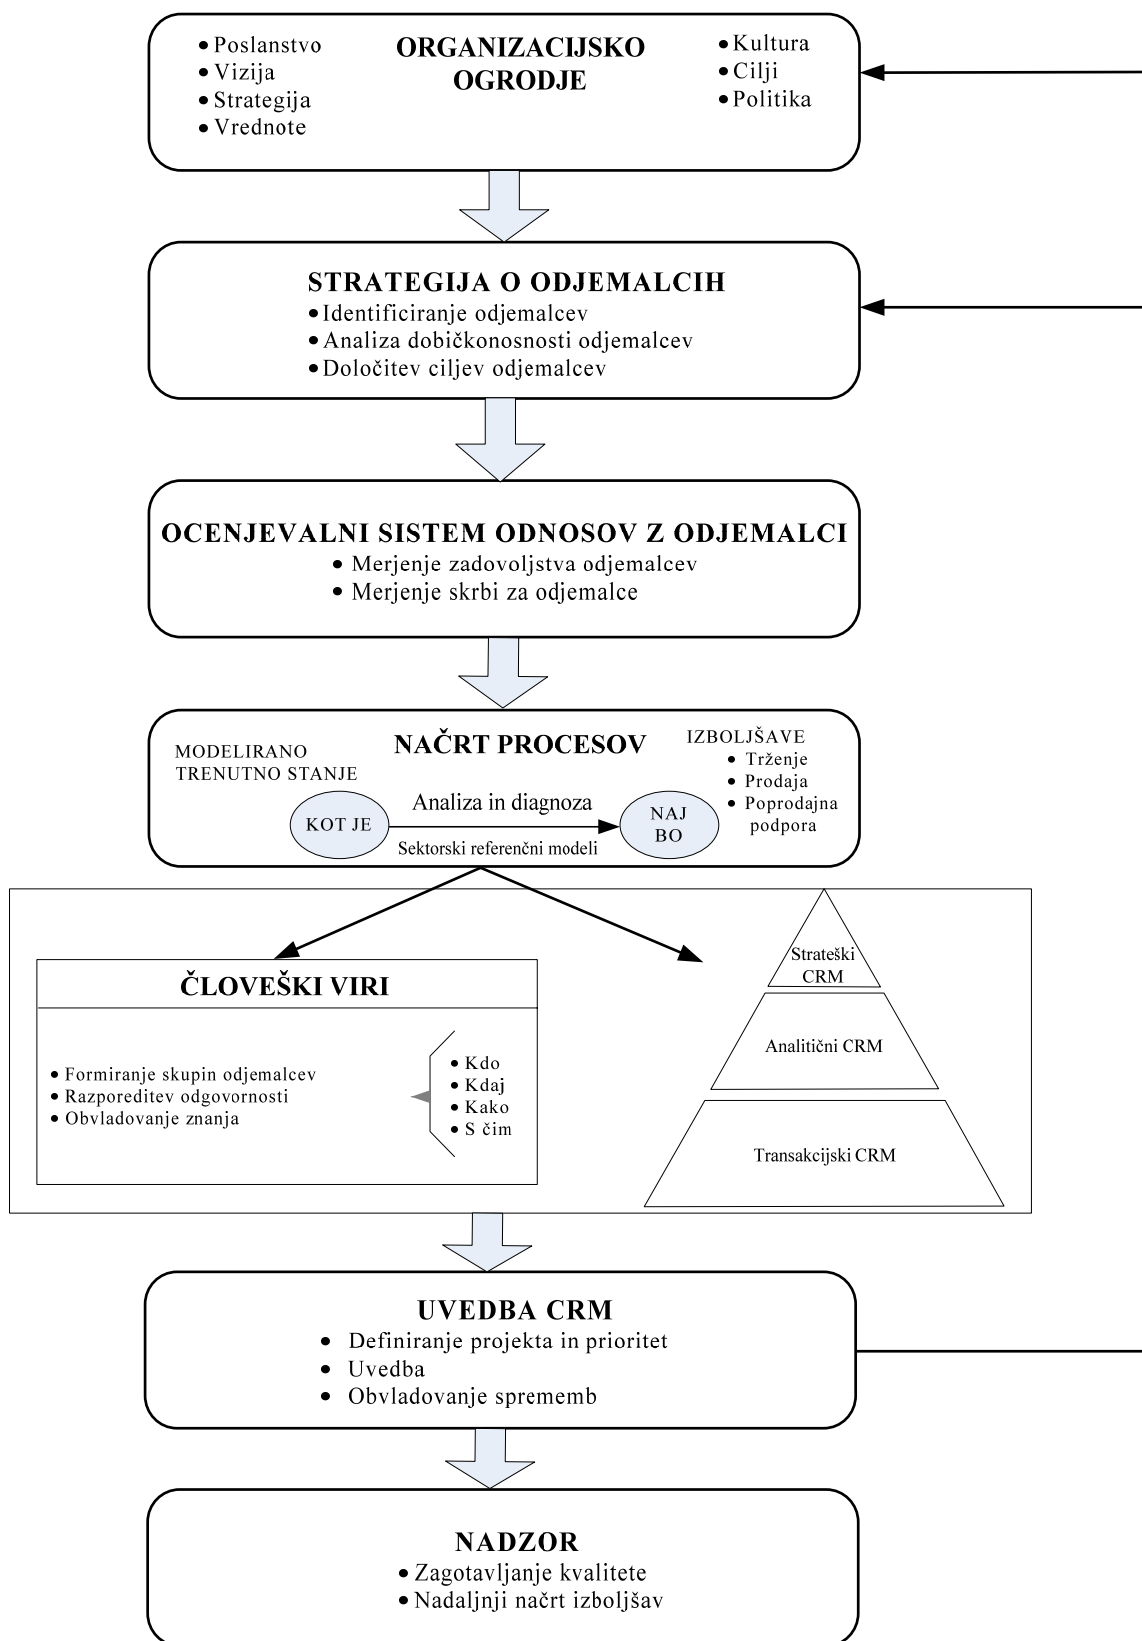 • Poslanstvo
• Vizija
• Strategija
• Vrednote
ORGANIZACIJSKO
OGRODJE
• Kultura
• Cilji
• Politika
STRATEGIJA O ODJEMALCIH
• Identificiranje odjemalcev
• Analiza dobičkonosnosti odjemalcev
• Določitev ciljev odjemalcev
OCENJEVALNI SISTEM ODNOSOV Z ODJEMALCI
• Merjenje zadovoljstva odjemalcev
• Merjenje skrbi za odjemalce
MODELIRANO
TRENUTNO STANJE
NAČRT PROCESOV
IZBOLJŠAVE
• Trženje
• Prodaja
• Poprodajna
podpora
KOT JE
Analiza in diagnoza
Sektorski referenčni modeli
NAJ
BO
ČLOVEŠKI VIRI
• Formiranje skupin odjemalcev
• Razporeditev odgovornosti
• Obvladovanje znanja
• Kdo
• Kdaj
• Kako
• S čim
Strateški
CRM
Analitični CRM
Transakcijski CRM
UVEDBA CRM
• Definiranje projekta in prioritet
• Uvedba
• Obvladovanje sprememb
NADZOR
• Zagotavljanje kvalitete
• Nadaljnji načrt izboljšav